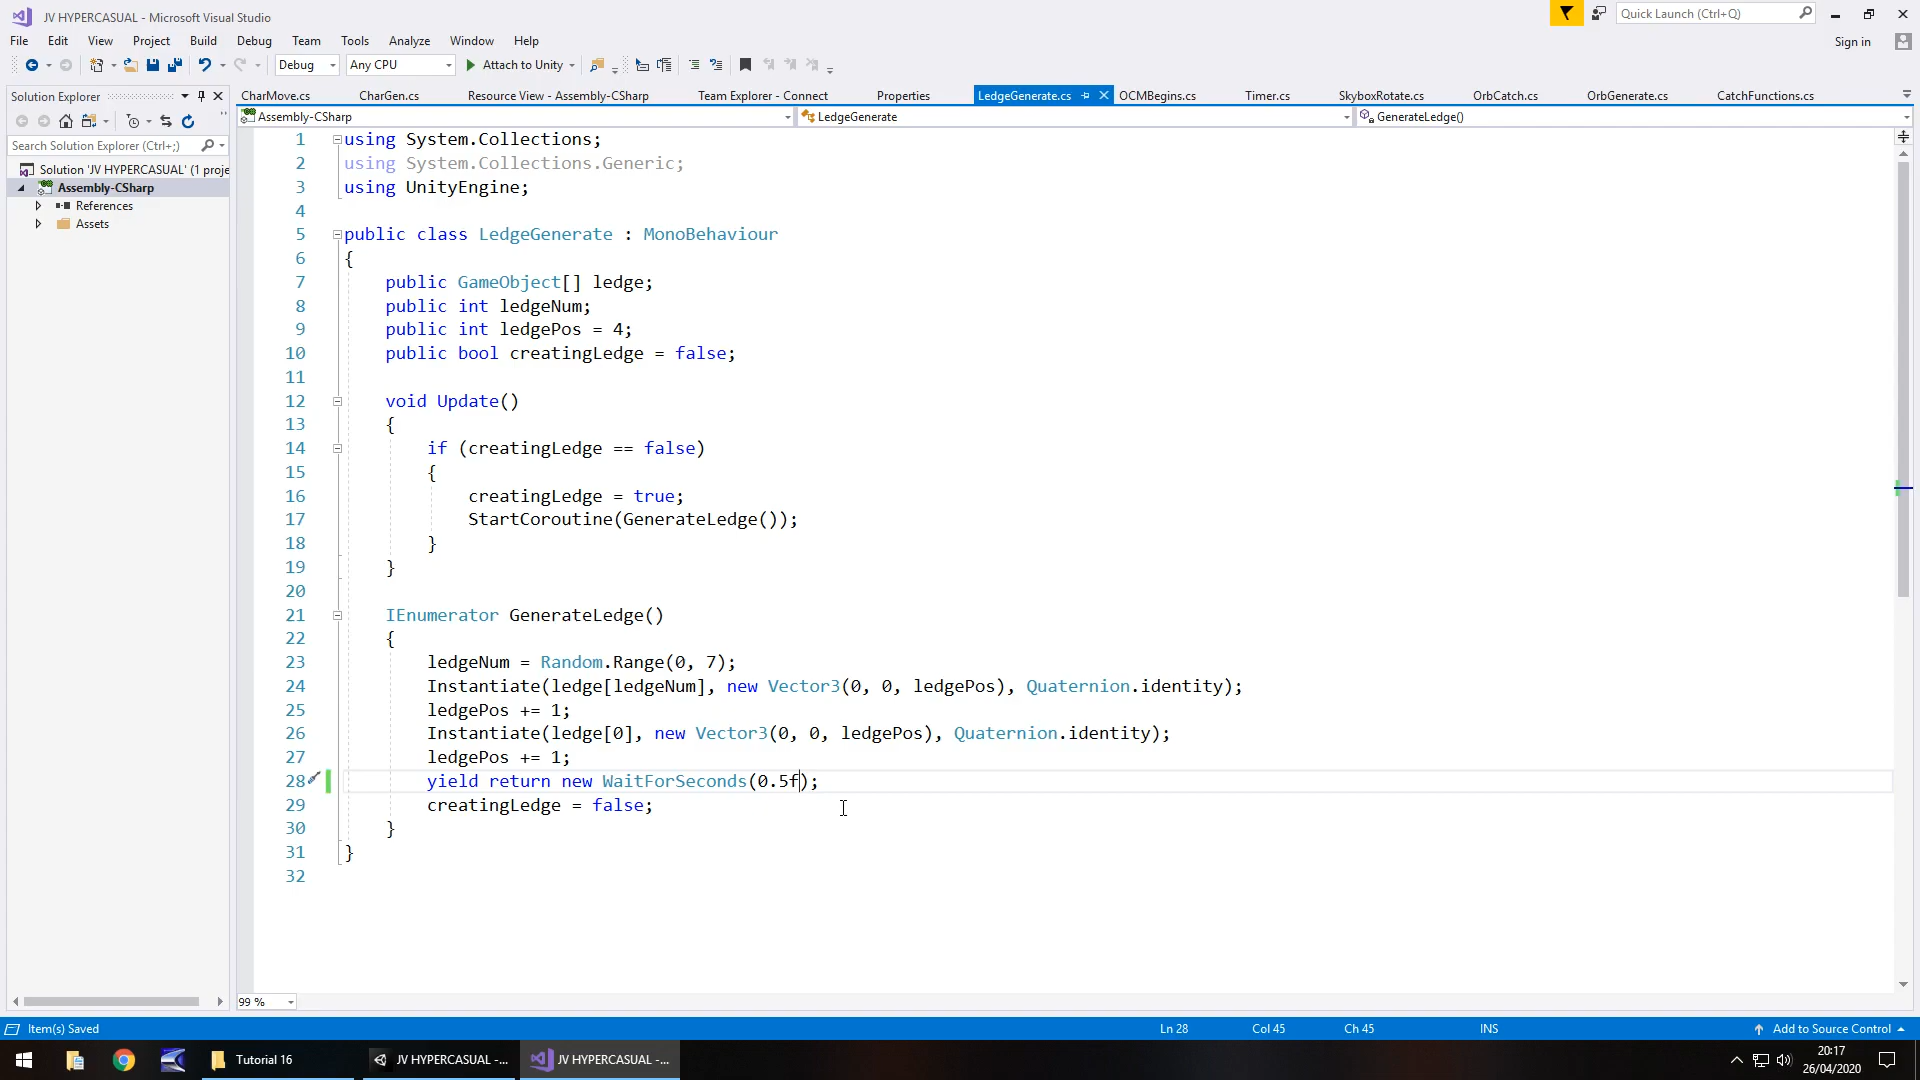 JV HYPERCASUAL - Microsoft Visual Studio
Quick Launch (Ctrl+Q)
File Edit View Project Build Debug Team Tools Analyze Window Help
Sign in
Debug Any CPU Attach to Unity
Solution Explorer
CharMove.cs CharGen.cs Resource View - Assembly-CSharp Team Explorer - Connect Properties LedgeGenerate.cs OCMBegins.cs Timer.cs SkyboxRotate.cs OrbCatch.cs OrbGenerate.cs CatchFunctions.cs
Assembly-CSharp LedgeGenerate GenerateLedge()
Search Solution Explorer (Ctrl+;)
Solution 'JV HYPERCASUAL' (1 proje
Assembly-CSharp
References
Assets
1 using System.Collections;
2 using System.Collections.Generic;
3 using UnityEngine;
4
5 public class LedgeGenerate : MonoBehaviour
6 {
7 public GameObject[] ledge;
8 public int ledgeNum;
9 public int ledgePos = 4;
10 public bool creatingLedge = false;
11
12 void Update()
13 {
14 if (creatingLedge == false)
15 {
16 creatingLedge = true;
17 StartCoroutine(GenerateLedge());
18 }
19 }
20
21 IEnumerator GenerateLedge()
22 {
23 ledgeNum = Random.Range(0, 7);
24 Instantiate(ledge[ledgeNum], new Vector3(0, 0, ledgePos), Quaternion.identity);
25 ledgePos += 1;
26 Instantiate(ledge[0], new Vector3(0, 0, ledgePos), Quaternion.identity);
27 ledgePos += 1;
28 yield return new WaitForSeconds(0.5f);
29 creatingLedge = false;
30 }
31 }
32
99 %
Item(s) Saved Ln 28 Col 45 Ch 45 INS Add to Source Control
Tutorial 16 JV HYPERCASUAL -... JV HYPERCASUAL -...
20:17
26/04/2020